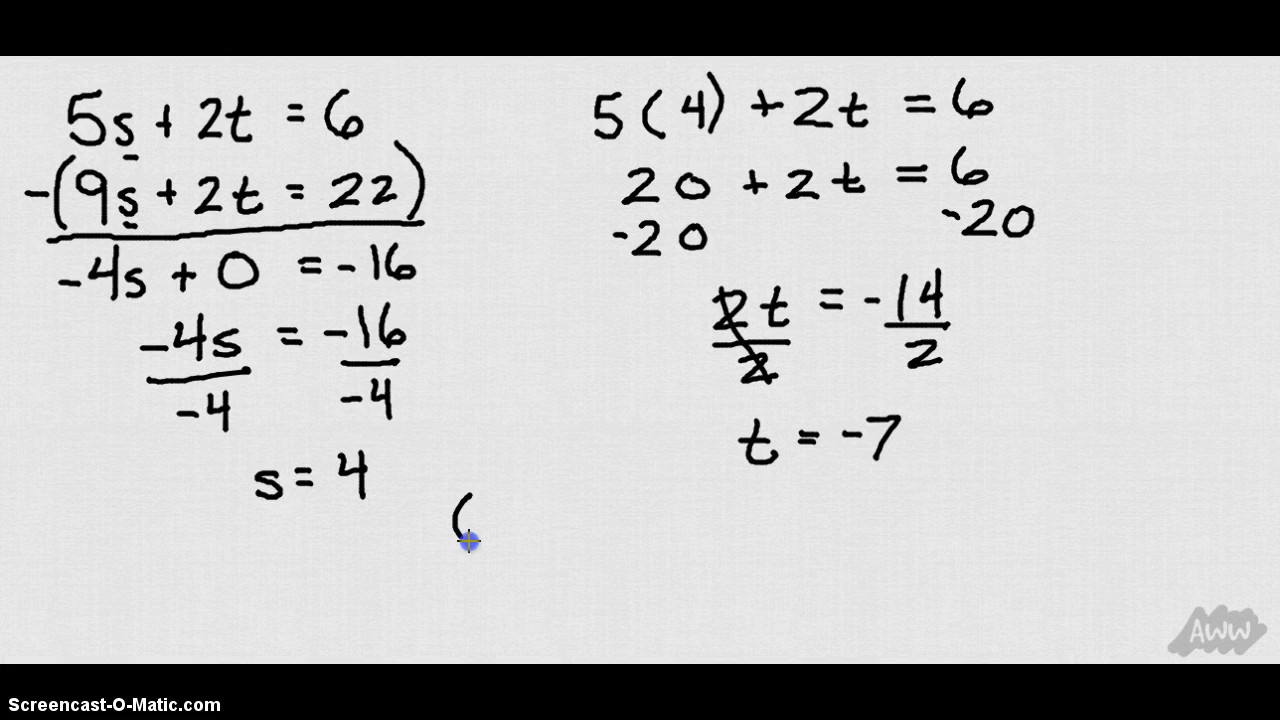 5s + 2t = 6
-(9s + 2t = 22)
-4s + 0 = -16
-4s = -16
-4 -4
s = 4
(
5(4) + 2t = 6
20 + 2t = 6
-20 -20
2t = -14
2 2
t = -7
AWW
Screencast-O-Matic.com